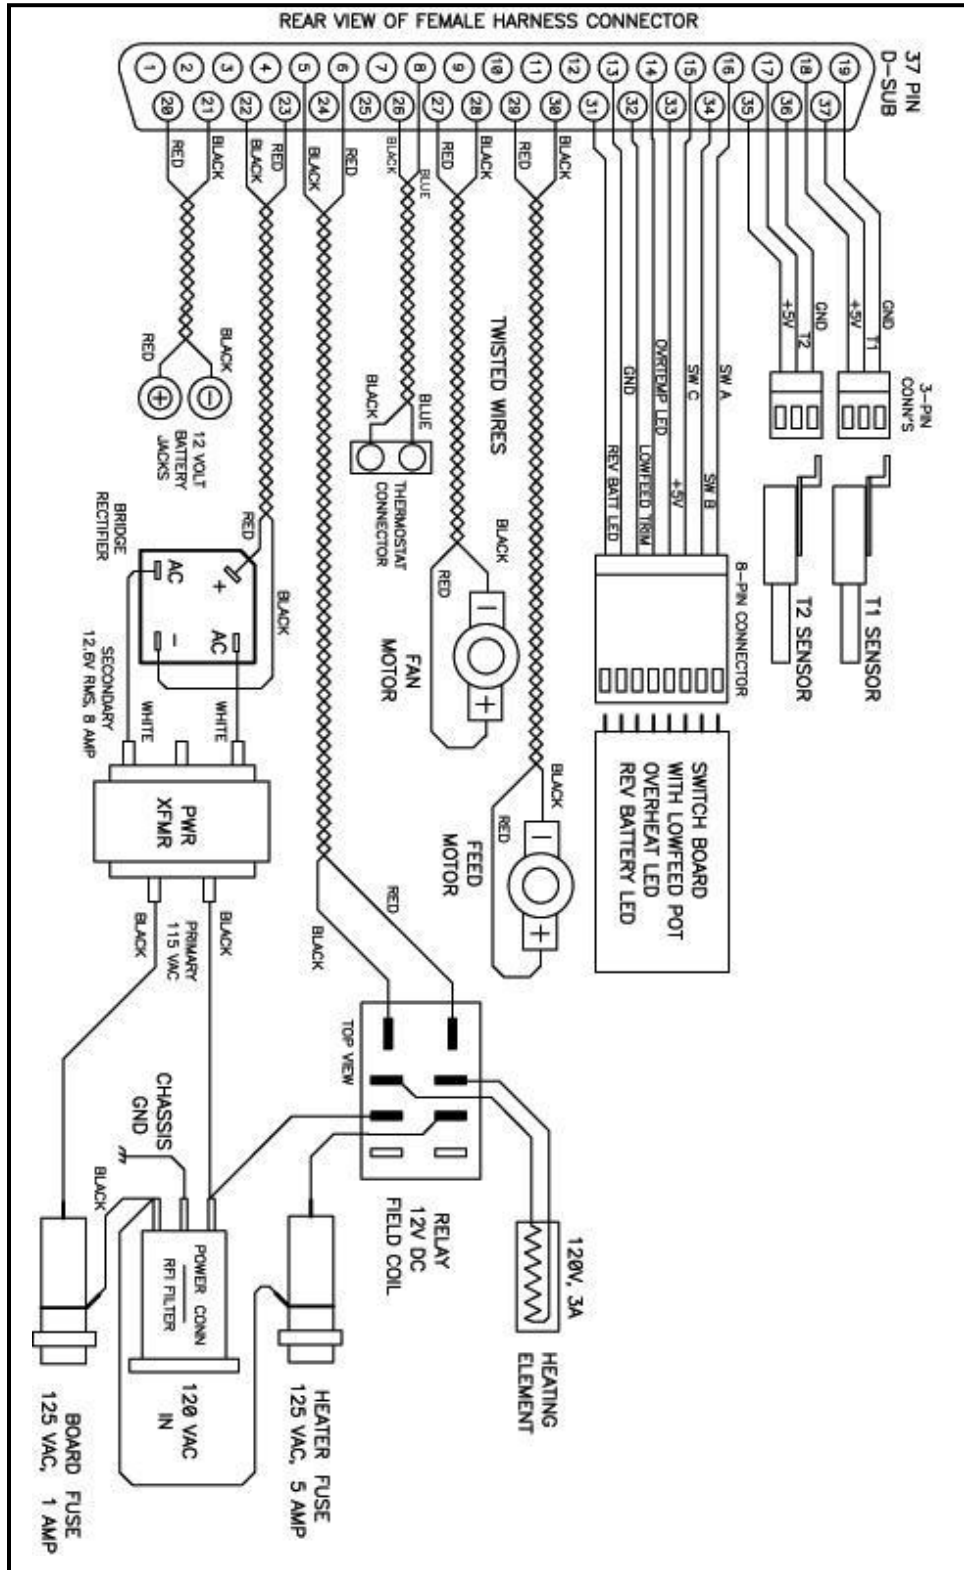 REAR VIEW OF FEMALE HARNESS CONNECTOR
37 PIN
D-SUB
1 2 3 4 5 6 7 8 9 10 11 12 13 14 15 16 17 18 19
20 21 22 23 24 25 26 27 28 29 30 31 32 33 34 35 36 37
RED
BLACK
BLACK
RED
BLACK
RED
BLACK
BLUE
RED
BLACK
RED
BLACK
RED
BLACK
12 VOLT
BATTERY
JACKS
BRIDGE
RECTIFIER
RED
BLACK
AC
+
-
AC
SECONDARY
12.6V RMS, 8 AMP
WHITE
WHITE
PWR
XFMR
BLACK
PRIMARY
115 VAC
BLACK
BLACK
BLUE
THERMOSTAT
CONNECTOR
TWISTED WIRES
BLACK
RED
FAN
MOTOR
BLACK
RED
FEED
MOTOR
REV BATT LED
GND
LOWFEED TRIM
OVRTEMP LED
+5V
SW C
SW B
SW A
8-PIN CONNECTOR
SWITCH BOARD
WITH LOWFEED POT
OVERHEAT LED
REV BATTERY LED
+5V
T2
GND
+5V
T1
GND
3-PIN
CONN'S
T2 SENSOR
T1 SENSOR
BLACK
RED
TOP VIEW
RELAY
12V DC
FIELD COIL
120V, 3A
HEATING
ELEMENT
CHASSIS
GND
BLACK
POWER CONN
RFI FILTER
120 VAC
IN
HEATER FUSE
125 VAC, 5 AMP
BOARD FUSE
125 VAC, 1 AMP